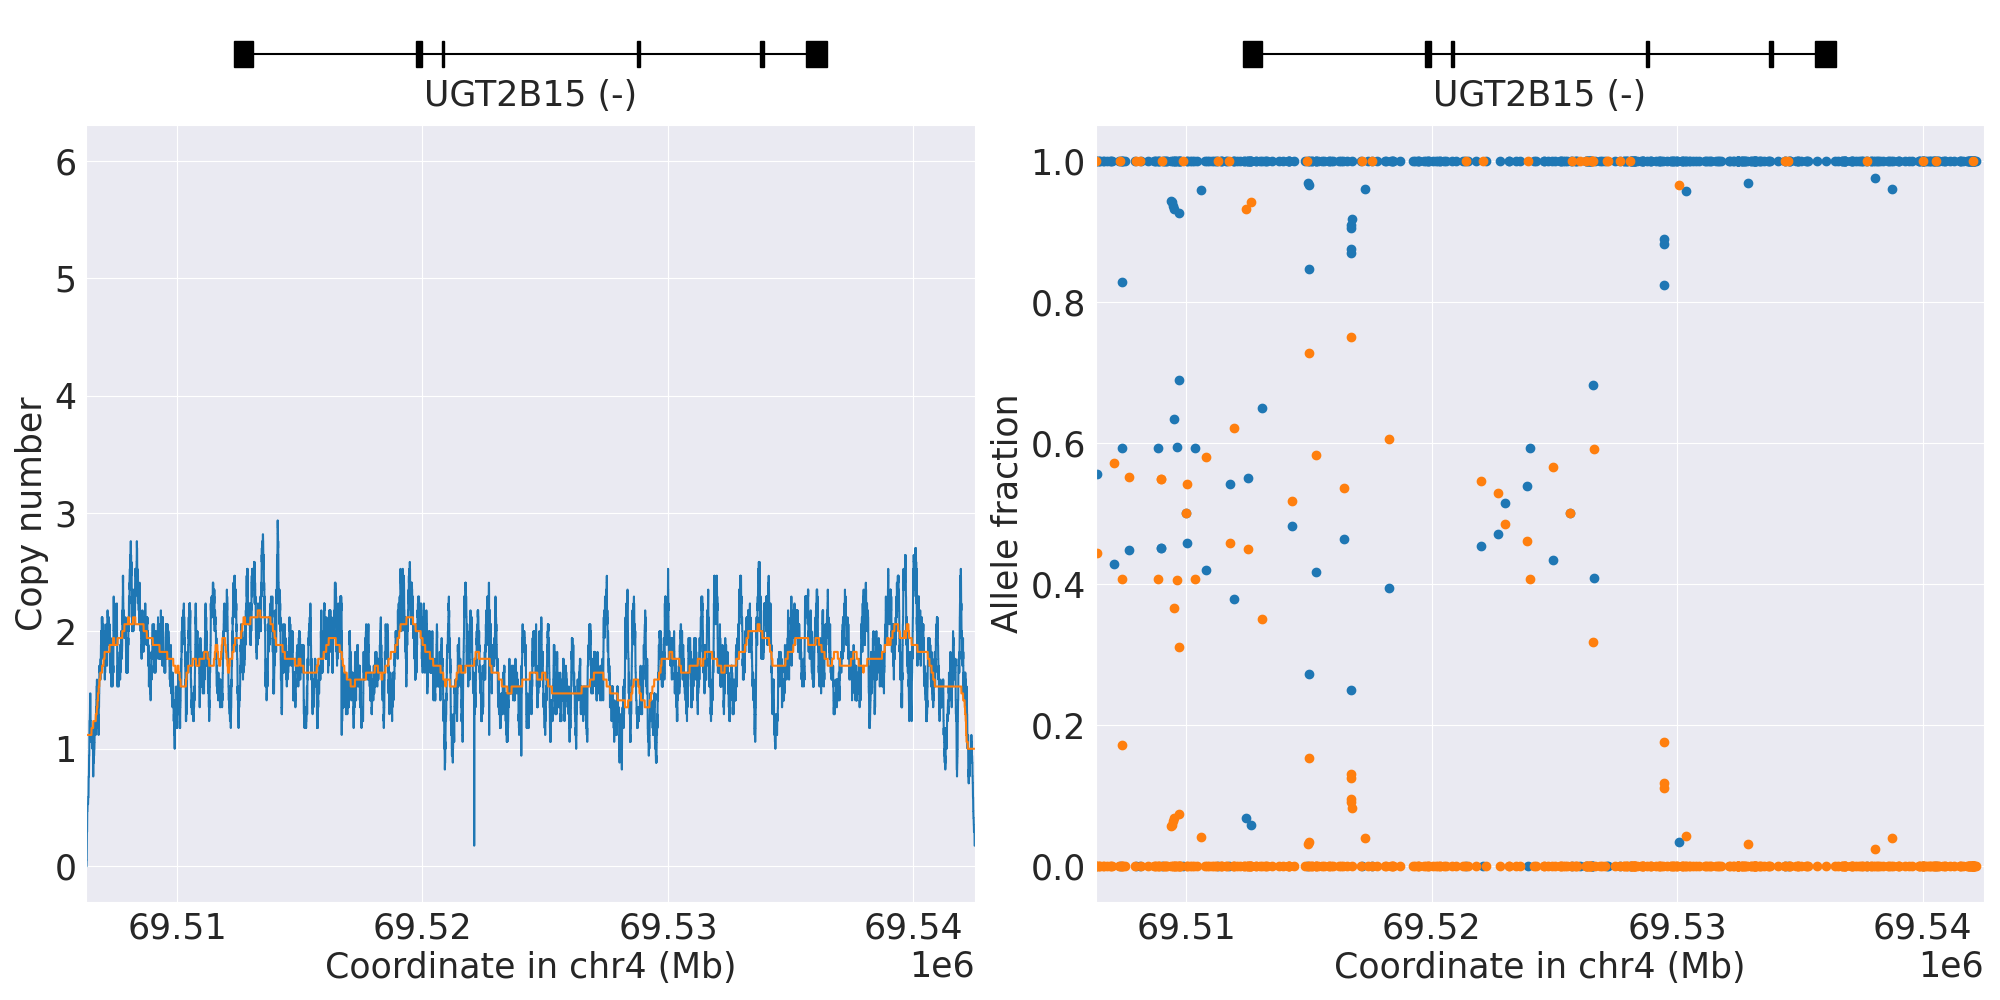 UGT2B15 (-)
6
5
4
3
2
1
0
Copy number
69.51 69.52 69.53 69.54
Coordinate in chr4 (Mb)
1e6
UGT2B15 (-)
1.0
0.8
0.6
0.4
0.2
0.0
Allele fraction
69.51 69.52 69.53 69.54
Coordinate in chr4 (Mb)
1e6